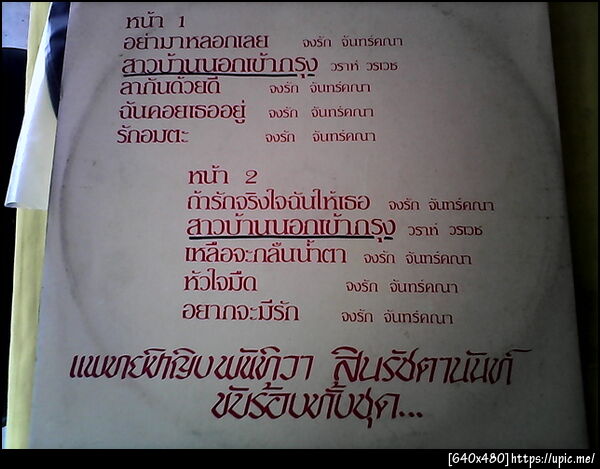 หน้า 1
อย่ามาหลอกเลย จงรัก จันทร์คณา
สาวบ้านนอกเข้ากรุง วราห์ วรเวช
ลากันด้วยดี จงรัก จันทร์คณา
ฉันคอยเธออยู่ จงรัก จันทร์คณา
รักอมตะ จงรัก จันทร์คณา
หน้า 2
ถ้ารักจริงใจฉันให้เธอ จงรัก จันทร์คณา
สาวบ้านนอกเข้ากรุง วราห์ วรเวช
เหลือจะกลั่นน้ำตา จงรัก จันทร์คณา
หัวใจมืด จงรัก จันทร์คณา
อยากจะมีรัก จงรัก จันทร์คณา
แพทย์หญิงพันทิวา สินรัชตานันท์
ขับร้องทั้งชุด...
[640x480]https://upic.me/